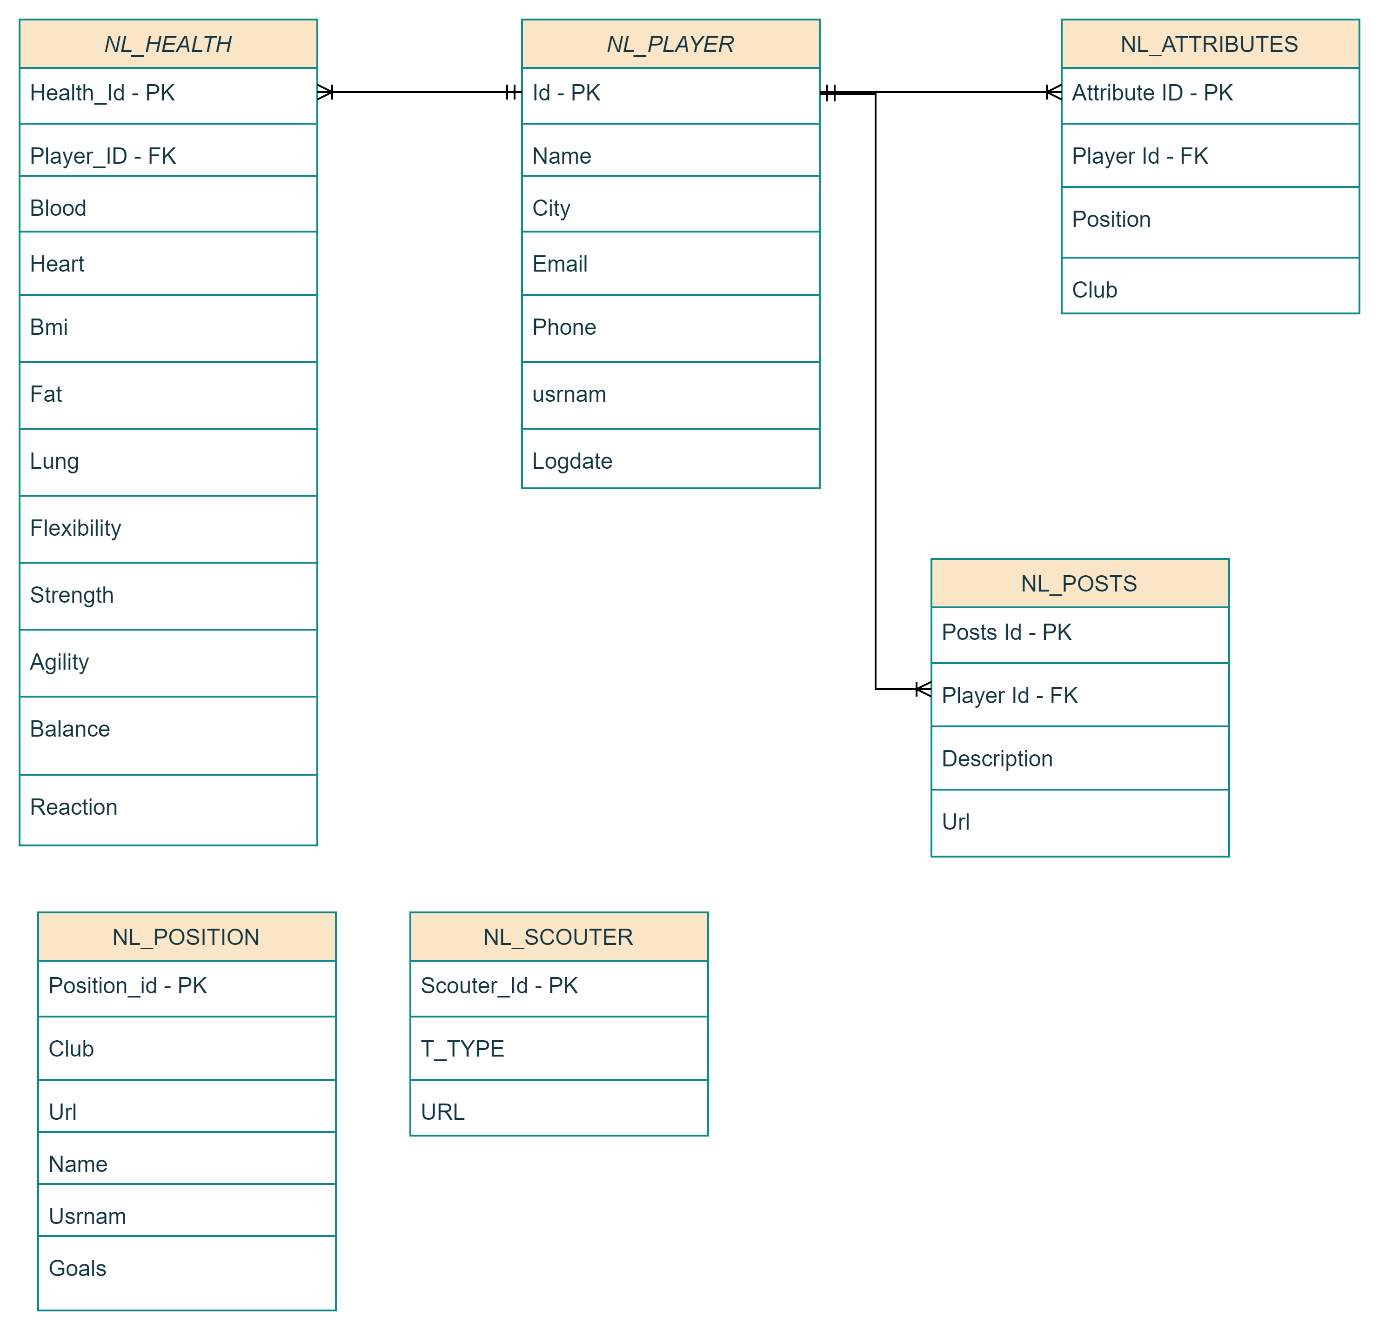 NL_HEALTH
Health_Id - PK
Player_ID - FK
Blood
Heart
Bmi
Fat
Lung
Flexibility
Strength
Agility
Balance
Reaction
NL_PLAYER
Id - PK
Name
City
Email
Phone
usrnam
Logdate
NL_ATTRIBUTES
Attribute ID - PK
Player Id - FK
Position
Club
NL_POSTS
Posts Id - PK
Player Id - FK
Description
Url
NL_POSITION
Position_id - PK
Club
Url
Name
Usrnam
Goals
NL_SCOUTER
Scouter_Id - PK
T_TYPE
URL